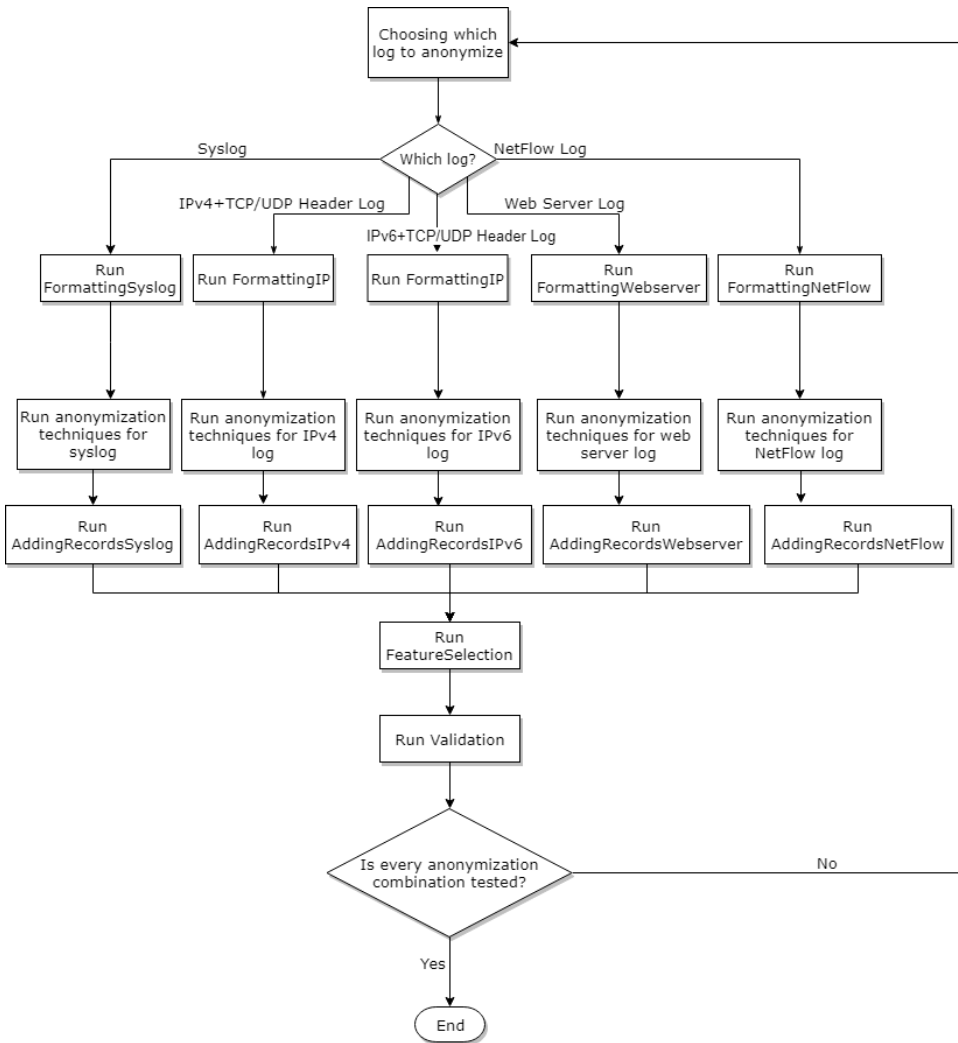 Choosing which
log to anonymize
Which log?
Syslog
NetFlow Log
IPv4+TCP/UDP Header Log
Web Server Log
IPv6+TCP/UDP Header Log
Run
FormattingSyslog
Run FormattingIP
Run FormattingIP
Run
FormattingWebserver
Run
FormattingNetFlow
Run anonymization
techniques for
syslog
Run anonymization
techniques for IPv4
log
Run anonymization
techniques for IPv6
log
Run anonymization
techniques for web
server log
Run anonymization
techniques for
NetFlow log
Run
AddingRecordsSyslog
Run
AddingRecordsIPv4
Run
AddingRecordsIPv6
Run
AddingRecordsWebserver
Run
AddingRecordsNetFlow
Run
FeatureSelection
Run Validation
Is every anonymization
combination tested?
No
Yes
End